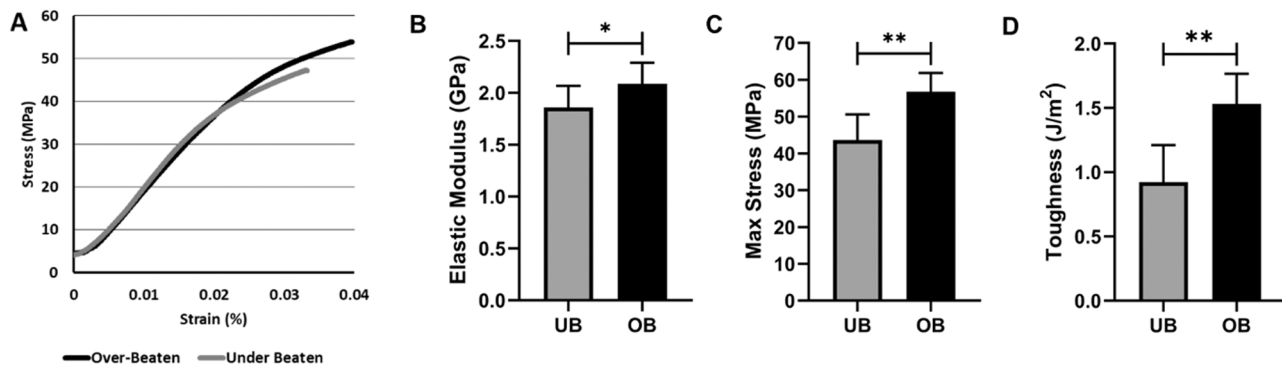 A
Stress (MPa)
60
50
40
30
20
10
0
0 0.01 0.02 0.03 0.04
Strain (%)
Over-Beaten Under Beaten
B
Elastic Modulus (GPa)
2.5
2.0
1.5
1.0
0.5
0.0
*
UB OB
C
Max Stress (MPa)
70
60
50
40
30
20
10
0
**
UB OB
D
Toughness (J/m²)
2.0
1.5
1.0
0.5
0.0
**
UB OB